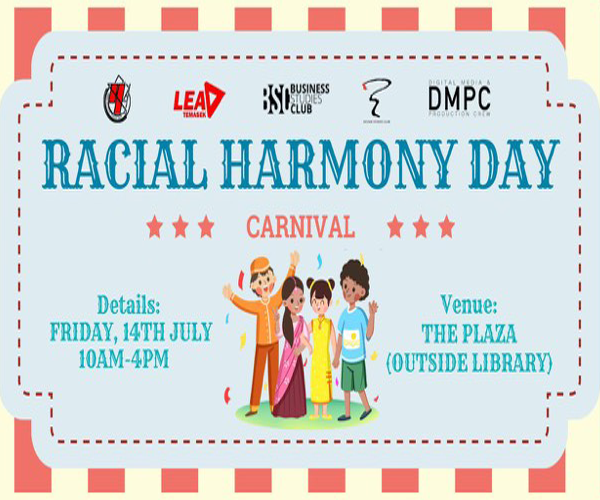 LEAD
TEMASEK
BSC BUSINESS
STUDIES
CLUB
DIGITAL MEDIA &
DMPC
PRODUCTION CREW
RACIAL HARMONY DAY
CARNIVAL
Details:
FRIDAY, 14TH JULY
10AM-4PM
Venue:
THE PLAZA
(OUTSIDE LIBRARY)